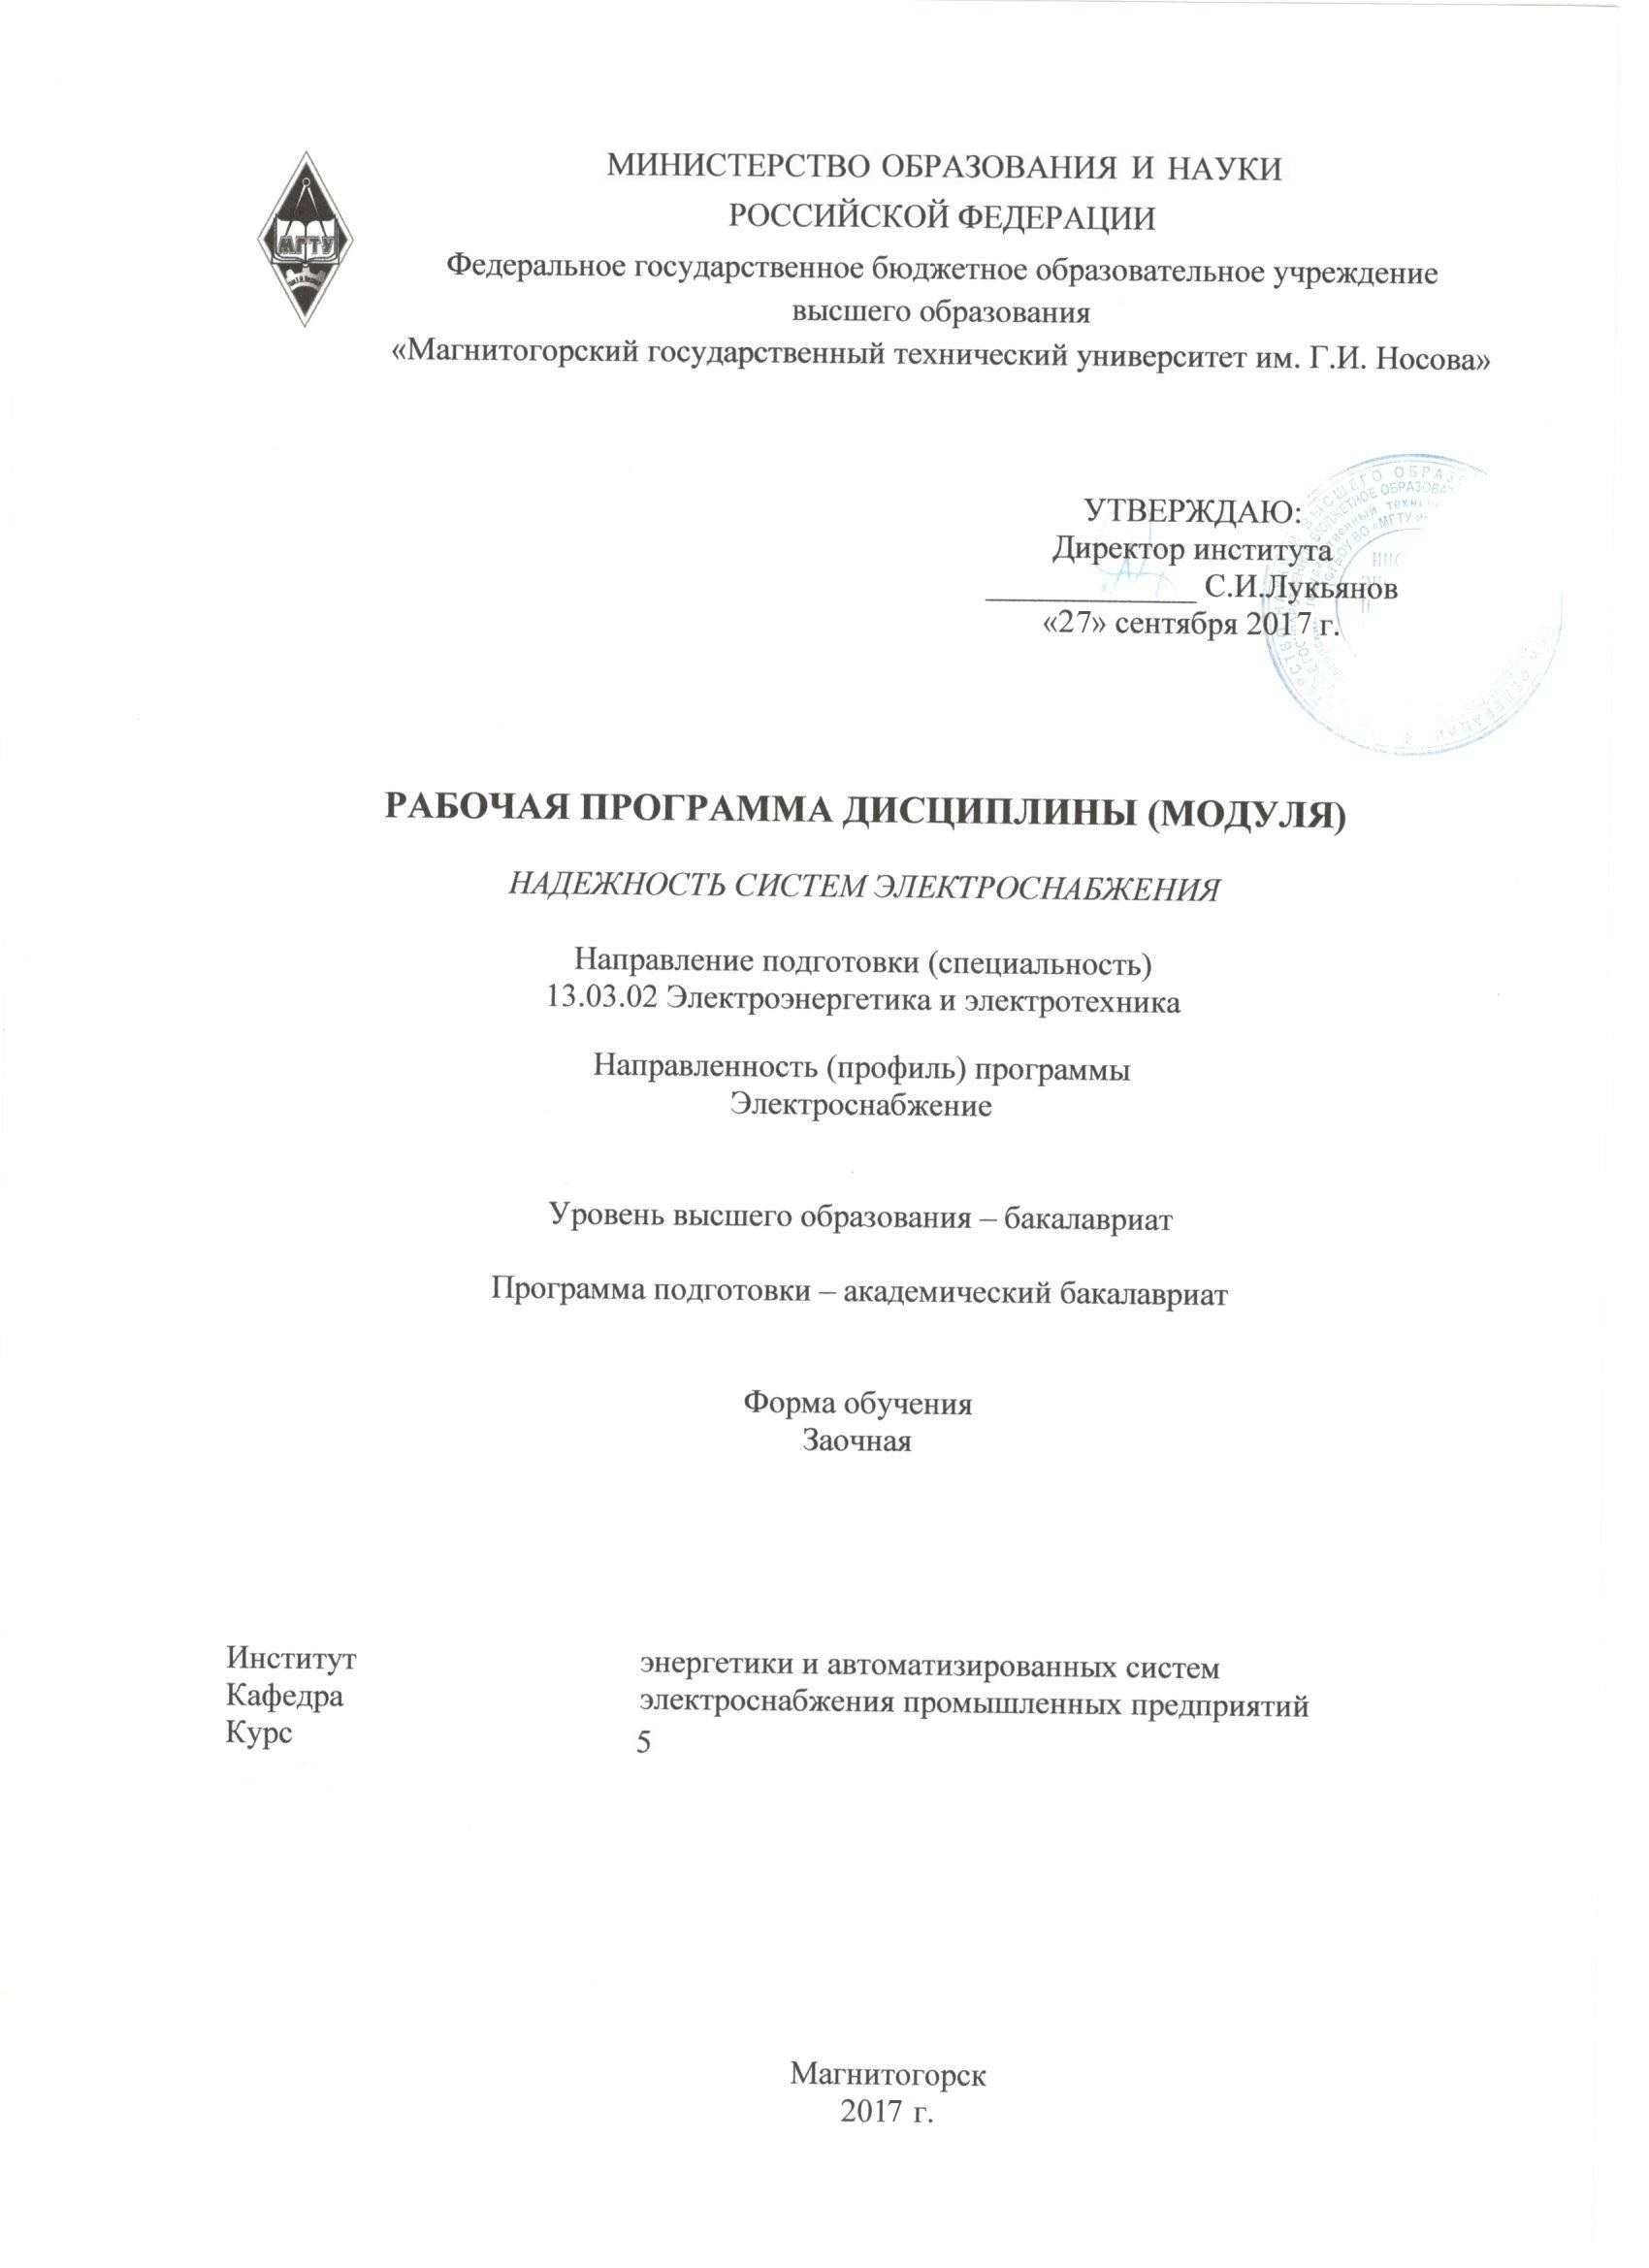 МИНИСТЕРСТВО ОБРАЗОВАНИЯ И НАУКИ
РОССИЙСКОЙ ФЕДЕРАЦИИ
Федеральное государственное бюджетное образовательное учреждение
высшего образования
«Магнитогорский государственный технический университет им. Г.И. Носова»
МГТУ
УТВЕРЖДАЮ:
Директор института
С.И.Лукьянов
«27» сентября 2017 г.
РАБОЧАЯ ПРОГРАММА ДИСЦИПЛИНЫ (МОДУЛЯ)
НАДЕЖНОСТЬ СИСТЕМ ЭЛЕКТРОСНАБЖЕНИЯ
Направление подготовки (специальность)
13.03.02 Электроэнергетика и электротехника
Направленность (профиль) программы
Электроснабжение
Уровень высшего образования – бакалавриат
Программа подготовки – академический бакалавриат
Форма обучения
Заочная
Институт энергетики и автоматизированных систем
Кафедра электроснабжения промышленных предприятий
Курс 5
Магнитогорск
2017 г.